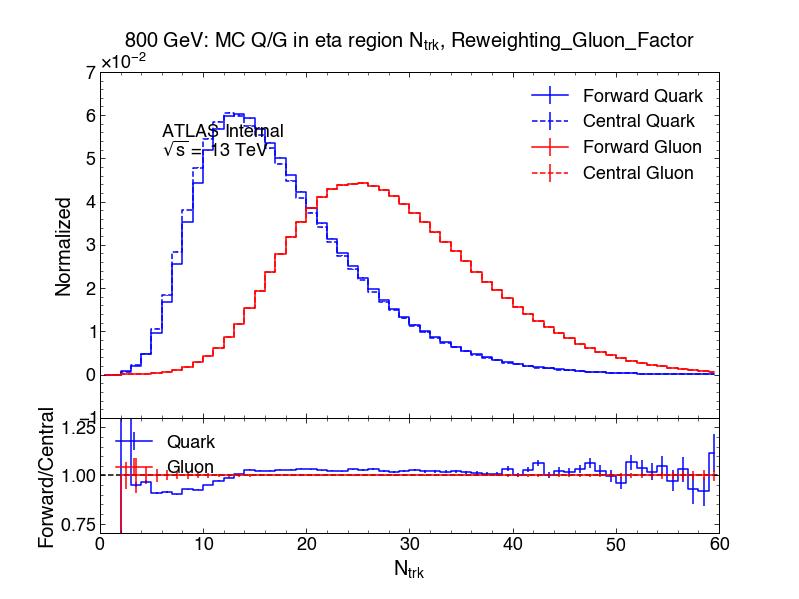 800 GeV: MC Q/G in eta region N_trk, Reweighting_Gluon_Factor
×10⁻²
7
6
5
4
3
2
1
0
−1
Normalized
ATLAS Internal
√s = 13 TeV
Forward Quark
Central Quark
Forward Gluon
Central Gluon
1.25
1.00
0.75
Forward/Central
Quark
Gluon
0 10 20 30 40 50 60
N_trk